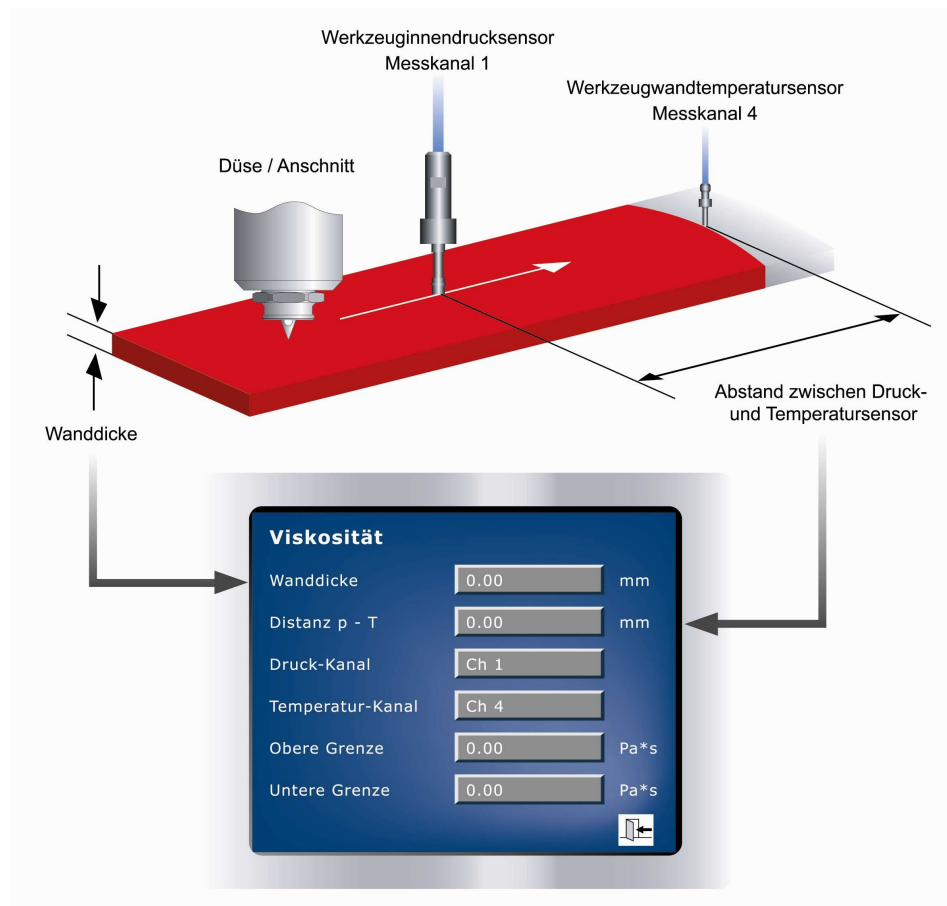 Werkzeuginnendrucksensor
Messkanal 1
Werkzeugwandtemperatursensor
Messkanal 4
Düse / Anschnitt
Abstand zwischen Druck-
und Temperatursensor
Wanddicke
Viskosität
Wanddicke 0.00 mm
Distanz p - T 0.00 mm
Druck-Kanal Ch 1
Temperatur-Kanal Ch 4
Obere Grenze 0.00 Pa*s
Untere Grenze 0.00 Pa*s